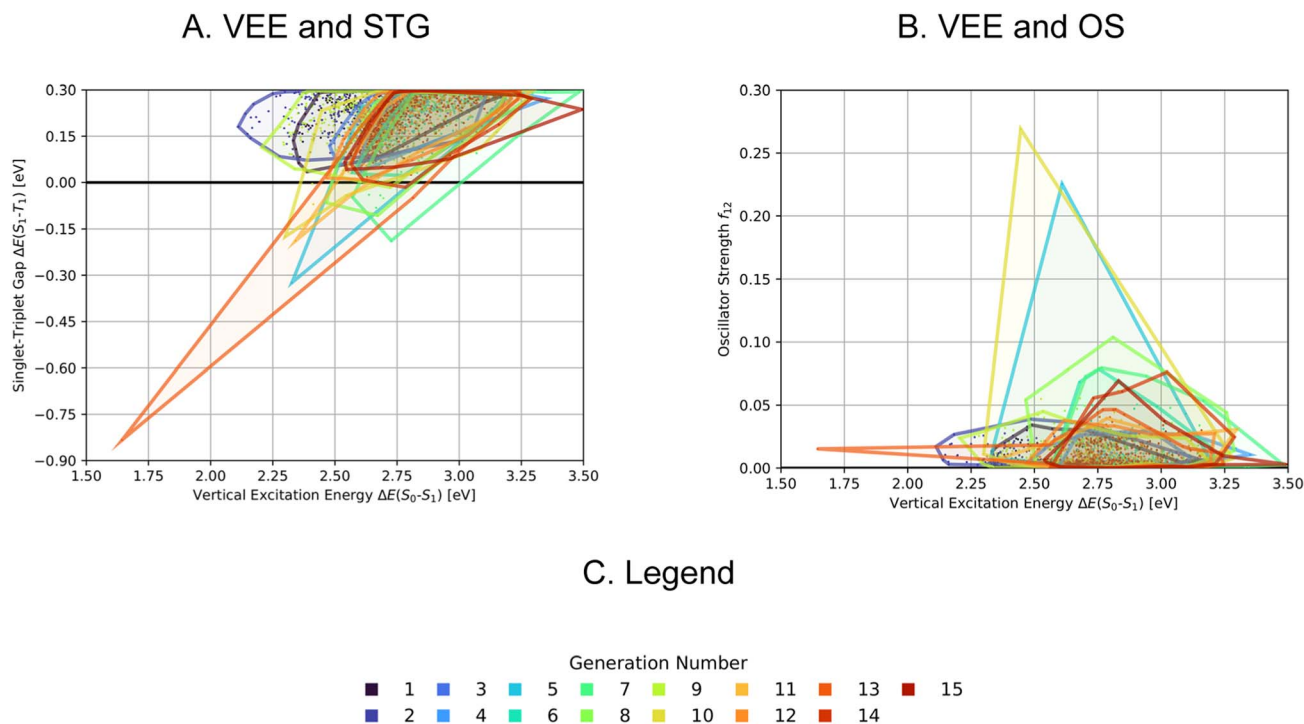 A. VEE and STG
B. VEE and OS
Singlet-Triplet Gap ΔE(S₁-T₁) [eV]
0.30
0.15
0.00
−0.15
−0.30
−0.45
−0.60
−0.75
−0.90
1.50 1.75 2.00 2.25 2.50 2.75 3.00 3.25 3.50
Vertical Excitation Energy ΔE(S₀-S₁) [eV]
Oscillator Strength f₁₂
0.30
0.25
0.20
0.15
0.10
0.05
0.00
1.50 1.75 2.00 2.25 2.50 2.75 3.00 3.25 3.50
Vertical Excitation Energy ΔE(S₀-S₁) [eV]
C. Legend
Generation Number
1 3 5 7 9 11 13 15
2 4 6 8 10 12 14